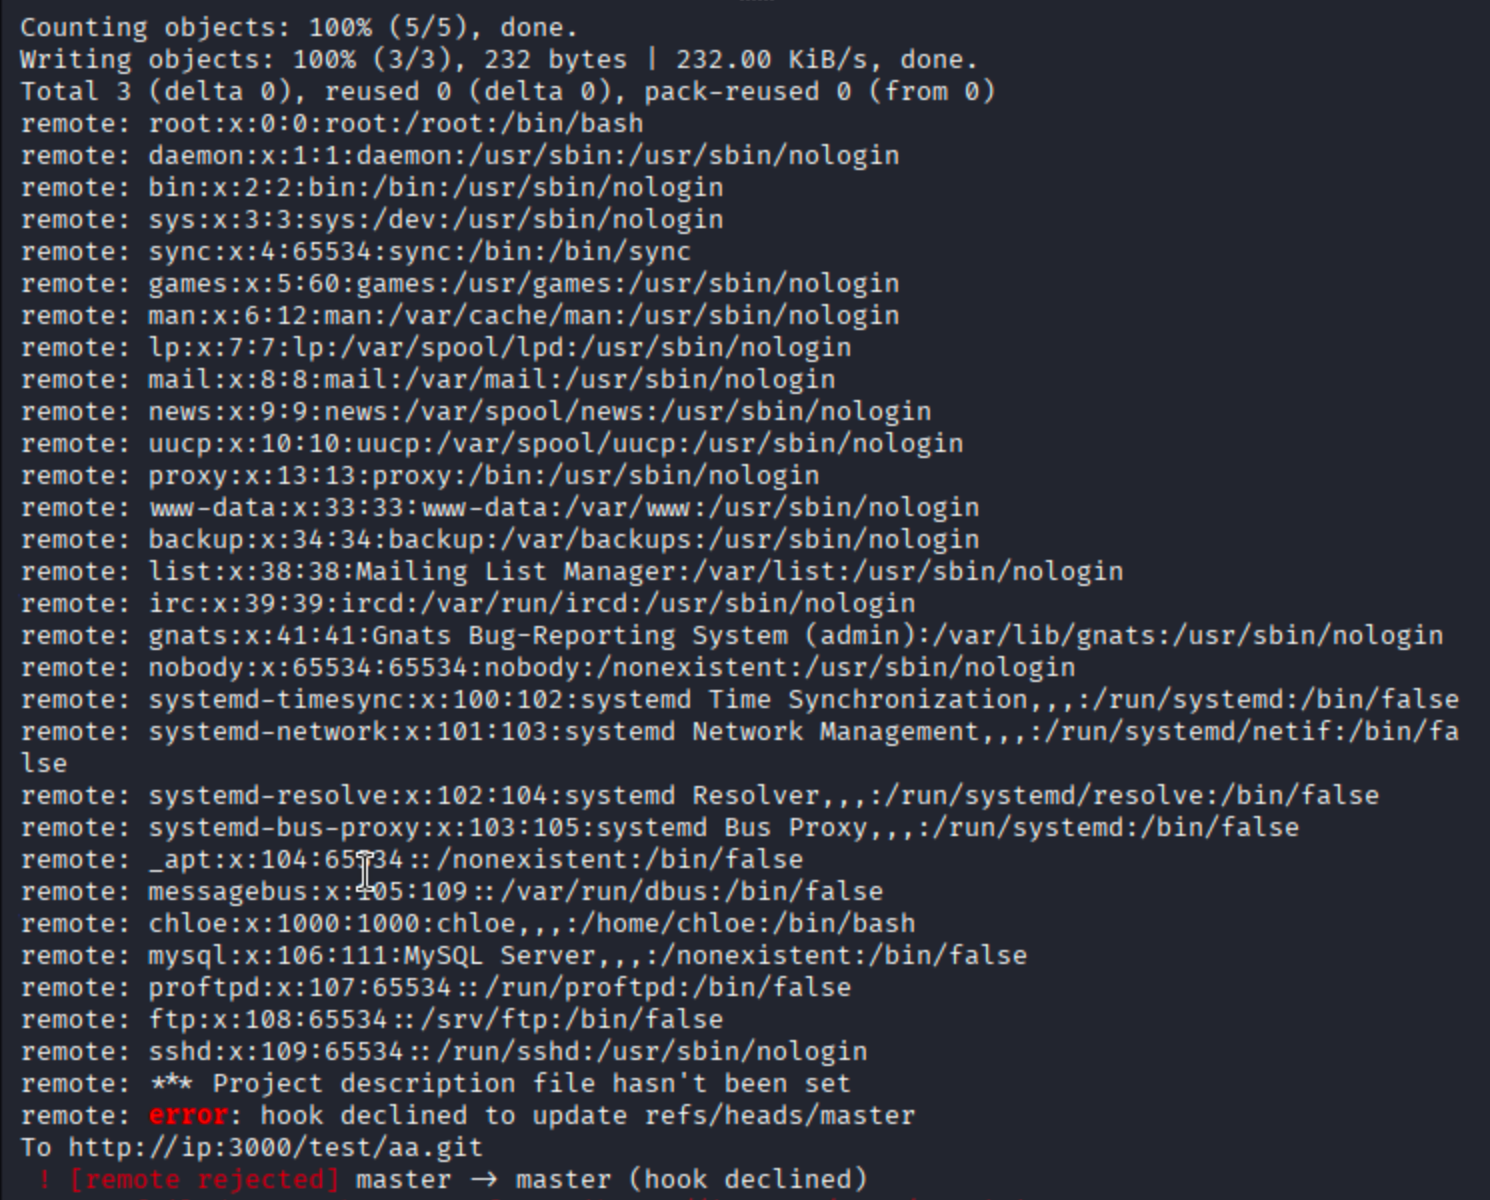 Counting objects: 100% (5/5), done.
Writing objects: 100% (3/3), 232 bytes | 232.00 KiB/s, done.
Total 3 (delta 0), reused 0 (delta 0), pack-reused 0 (from 0)
remote: root:x:0:0:root:/root:/bin/bash
remote: daemon:x:1:1:daemon:/usr/sbin:/usr/sbin/nologin
remote: bin:x:2:2:bin:/bin:/usr/sbin/nologin
remote: sys:x:3:3:sys:/dev:/usr/sbin/nologin
remote: sync:x:4:65534:sync:/bin:/bin/sync
remote: games:x:5:60:games:/usr/games:/usr/sbin/nologin
remote: man:x:6:12:man:/var/cache/man:/usr/sbin/nologin
remote: lp:x:7:7:lp:/var/spool/lpd:/usr/sbin/nologin
remote: mail:x:8:8:mail:/var/mail:/usr/sbin/nologin
remote: news:x:9:9:news:/var/spool/news:/usr/sbin/nologin
remote: uucp:x:10:10:uucp:/var/spool/uucp:/usr/sbin/nologin
remote: proxy:x:13:13:proxy:/bin:/usr/sbin/nologin
remote: www-data:x:33:33:www-data:/var/www:/usr/sbin/nologin
remote: backup:x:34:34:backup:/var/backups:/usr/sbin/nologin
remote: list:x:38:38:Mailing List Manager:/var/list:/usr/sbin/nologin
remote: irc:x:39:39:ircd:/var/run/ircd:/usr/sbin/nologin
remote: gnats:x:41:41:Gnats Bug-Reporting System (admin):/var/lib/gnats:/usr/sbin/nologin
remote: nobody:x:65534:65534:nobody:/nonexistent:/usr/sbin/nologin
remote: systemd-timesync:x:100:102:systemd Time Synchronization,,,:/run/systemd:/bin/false
remote: systemd-network:x:101:103:systemd Network Management,,,:/run/systemd/netif:/bin/fa
lse
remote: systemd-resolve:x:102:104:systemd Resolver,,,:/run/systemd/resolve:/bin/false
remote: systemd-bus-proxy:x:103:105:systemd Bus Proxy,,,:/run/systemd:/bin/false
remote: _apt:x:104:65534::/nonexistent:/bin/false
remote: messagebus:x:105:109::/var/run/dbus:/bin/false
remote: chloe:x:1000:1000:chloe,,,:/home/chloe:/bin/bash
remote: mysql:x:106:111:MySQL Server,,,:/nonexistent:/bin/false
remote: proftpd:x:107:65534::/run/proftpd:/bin/false
remote: ftp:x:108:65534::/srv/ftp:/bin/false
remote: sshd:x:109:65534::/run/sshd:/usr/sbin/nologin
remote: *** Project description file hasn't been set
remote: error: hook declined to update refs/heads/master
To http://ip:3000/test/aa.git
 ! [remote rejected] master -> master (hook declined)